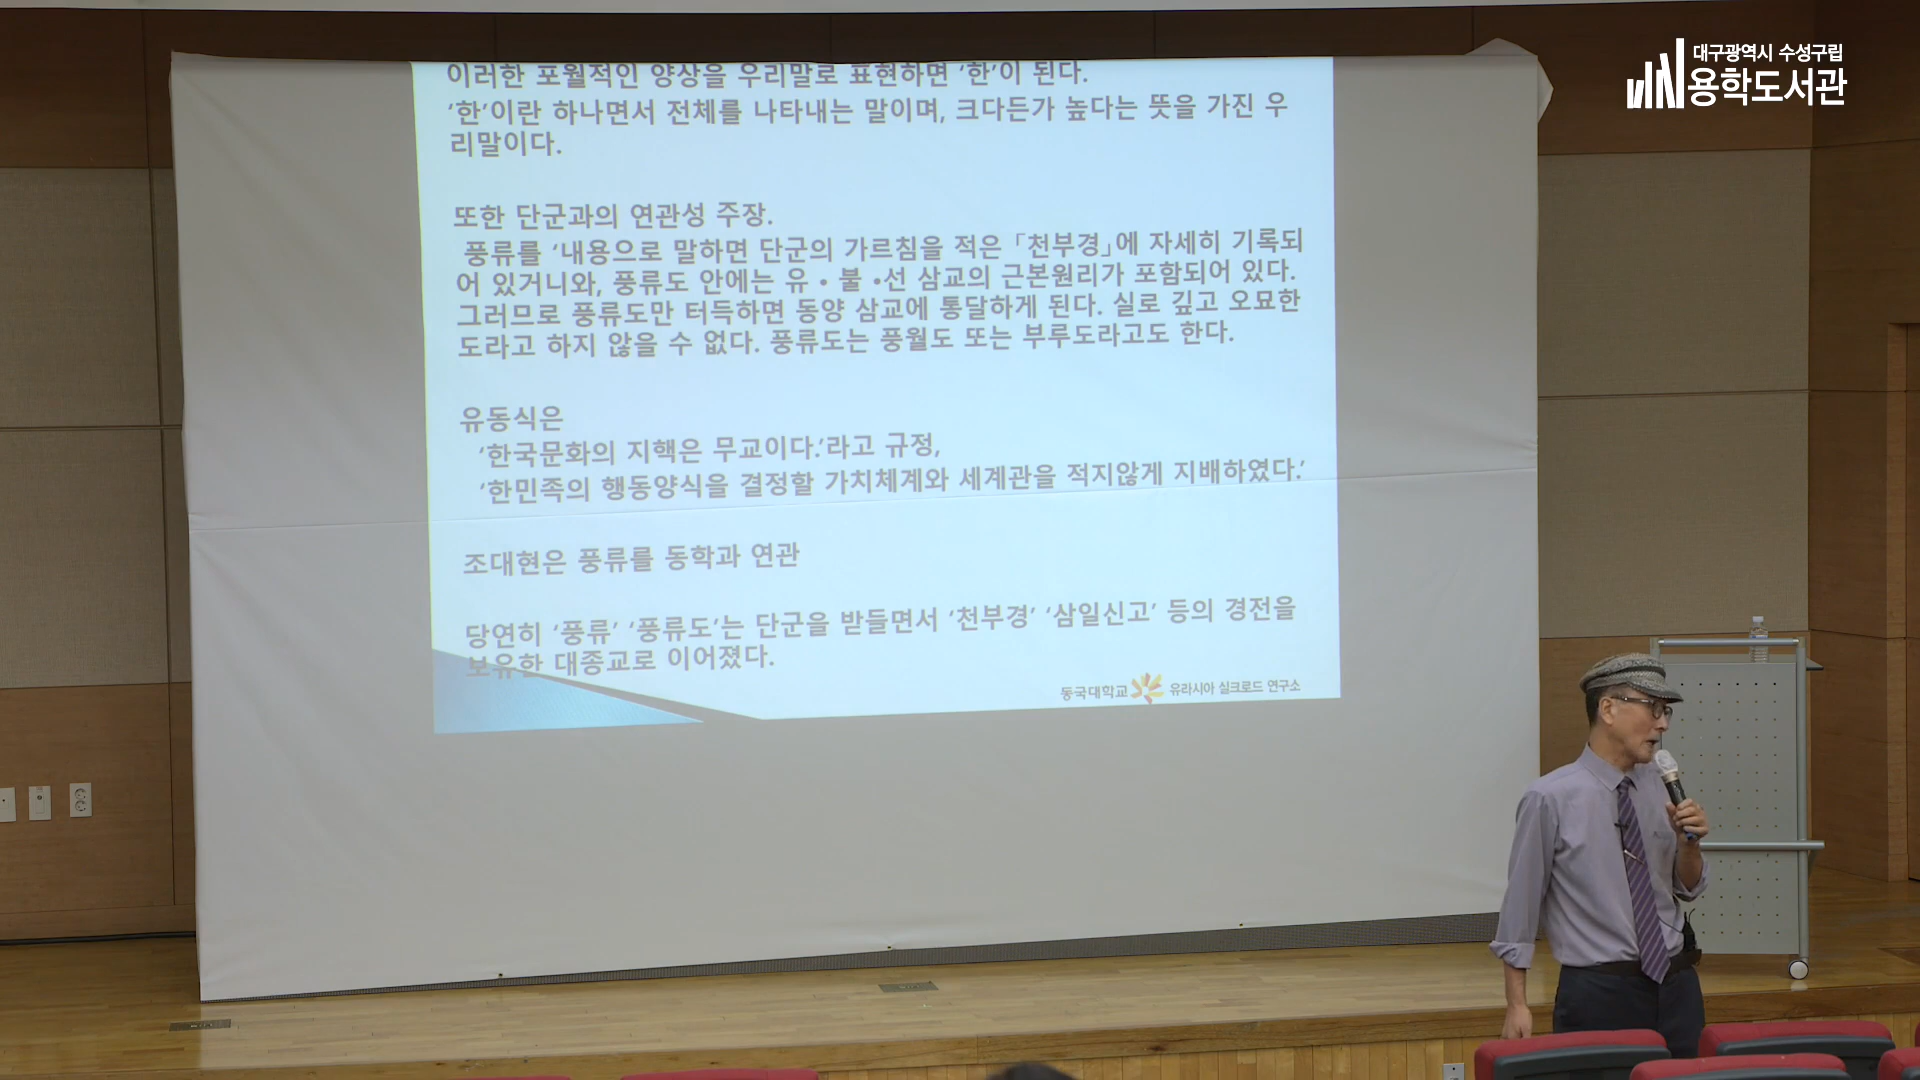 대구광역시 수성구립
용학도서관
이러한 포월적인 양상을 우리말로 표현하면 ‘한’이 된다.
‘한’이란 하나면서 전체를 나타내는 말이며, 크다든가 높다는 뜻을 가진 우
리말이다.
또한 단군과의 연관성 주장.
풍류를 ‘내용으로 말하면 단군의 가르침을 적은 「천부경」에 자세히 기록되
어 있거니와, 풍류도 안에는 유 • 불 •선 삼교의 근본원리가 포함되어 있다.
그러므로 풍류도만 터득하면 동양 삼교에 통달하게 된다. 실로 깊고 오묘한
도라고 하지 않을 수 없다. 풍류도는 풍월도 또는 부루도라고도 한다.
유동식은
‘한국문화의 지핵은 무교이다.’라고 규정,
‘한민족의 행동양식을 결정할 가치체계와 세계관을 적지않게 지배하였다.’
조대현은 풍류를 동학과 연관
당연히 ‘풍류’ ‘풍류도’는 단군을 받들면서 ‘천부경’ ‘삼일신고’ 등의 경전을
보유한 대종교로 이어졌다.
동국대학교 유라시아 실크로드 연구소